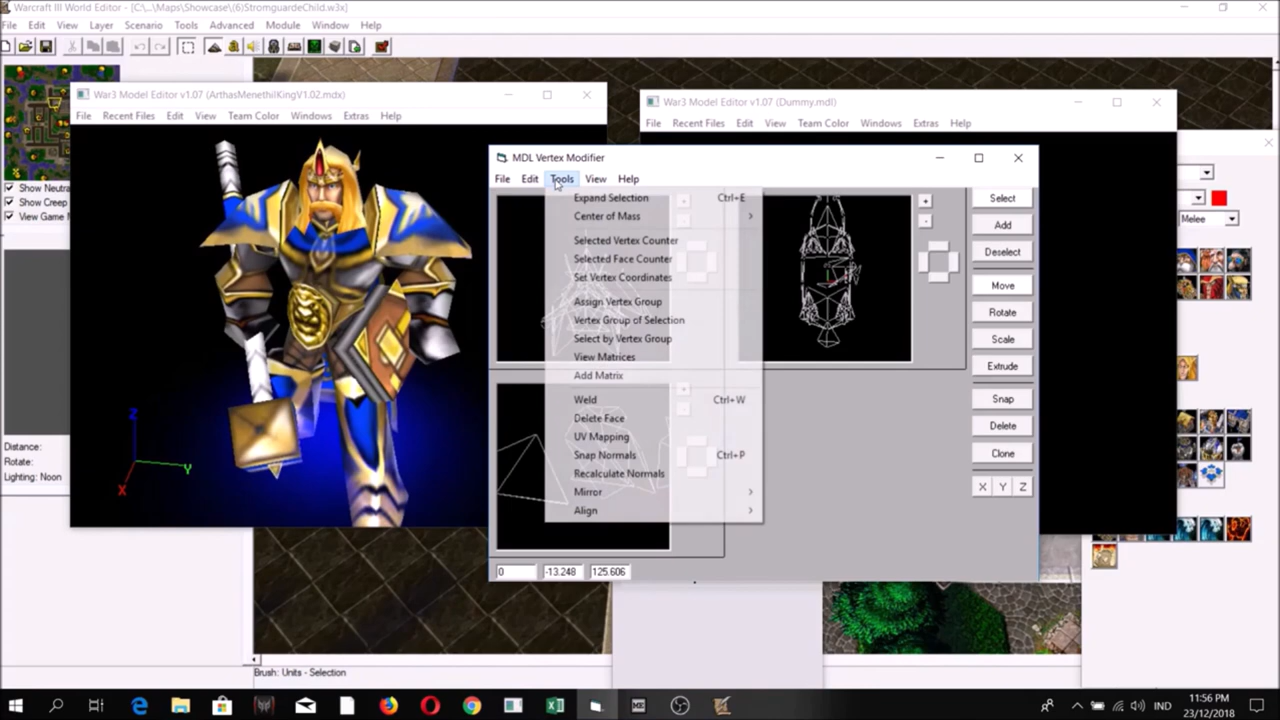 Warcraft III World Editor - [C:\...\Maps\Showcase\(6)StromguardeChild.w3x]
File Edit View Layer Scenario Tools Advanced Module Window Help
War3 Model Editor v1.07 (ArthasMenethilKingV1.02.mdx)
File Recent Files Edit View Team Color Windows Extras Help
War3 Model Editor v1.07 (Dummy.mdl)
File Recent Files Edit View Team Color Windows Extras Help
MDL Vertex Modifier
File Edit Tools View Help
Expand Selection Ctrl+E
Center of Mass
Selected Vertex Counter
Selected Face Counter
Set Vertex Coordinates
Assign Vertex Group
Vertex Group of Selection
Select by Vertex Group
View Matrices
Add Matrix
Weld Ctrl+W
Delete Face
UV Mapping
Snap Normals Ctrl+P
Recalculate Normals
Mirror
Align
Select
Add
Deselect
Move
Rotate
Scale
Extrude
Snap
Delete
Clone
X Y Z
0 -13.248 125.606
Show Neutra
Show Creep
View Game
Melee
Z
Y
X
Distance:
Rotate:
Lighting: Noon
Brush: Units - Selection
IND
11:56 PM
23/12/2018